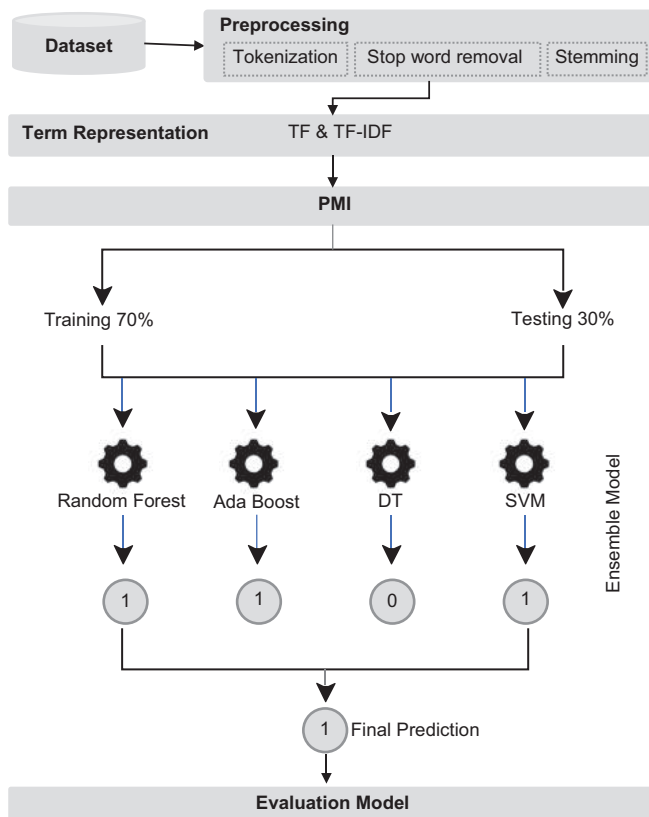 Dataset
Preprocessing
Tokenization
Stop word removal
Stemming
Term Representation
TF & TF-IDF
PMI
Training 70%
Testing 30%
Random Forest
Ada Boost
DT
SVM
Ensemble Model
1
1
0
1
1
Final Prediction
Evaluation Model